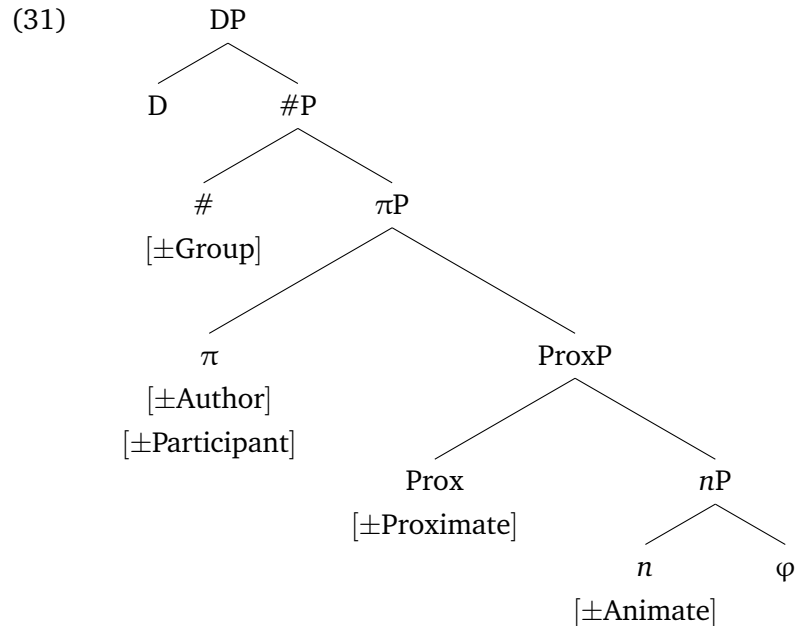 (31) DP
D #P
# πP
[±Group]
π ProxP
[±Author]
[±Participant]
Prox nP
[±Proximate]
n φ
[±Animate]